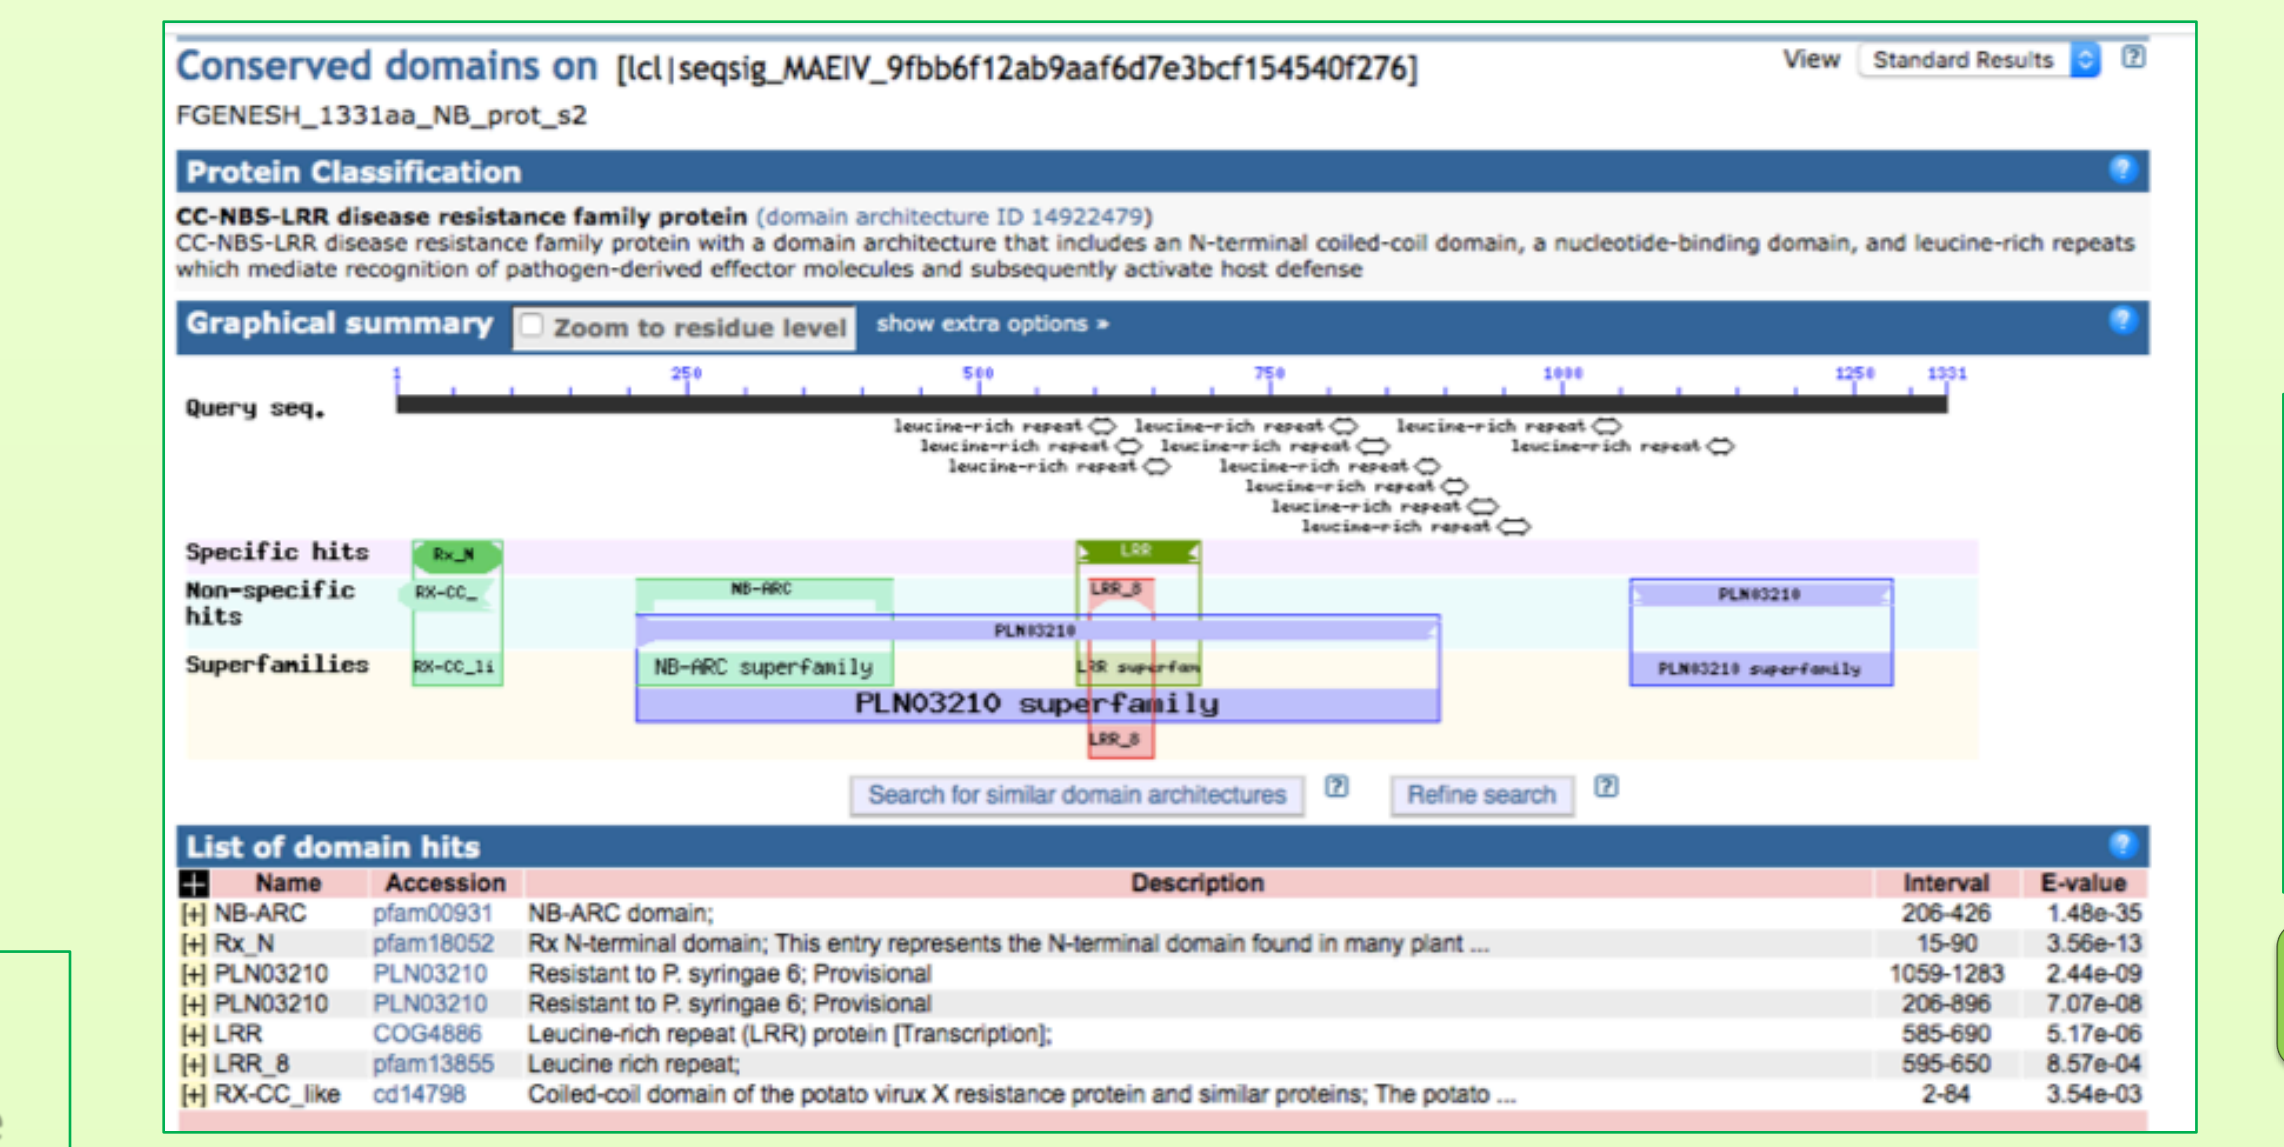 Conserved domains on [lcl|seqsig_MAEIV_9fbb6f12ab9aaf6d7e3bcf154540f276]
View Standard Results ?
FGENESH_1331aa_NB_prot_s2
Protein Classification ?
CC-NBS-LRR disease resistance family protein (domain architecture ID 14922479)
CC-NBS-LRR disease resistance family protein with a domain architecture that includes an N-terminal coiled-coil domain, a nucleotide-binding domain, and leucine-rich repeats
which mediate recognition of pathogen-derived effector molecules and subsequently activate host defense
Graphical summary Zoom to residue level show extra options » ?
1 250 500 750 1000 1250 1331
Query seq.
leucine-rich repeat leucine-rich repeat leucine-rich repeat
leucine-rich repeat leucine-rich repeat leucine-rich repeat
leucine-rich repeat leucine-rich repeat
leucine-rich repeat
leucine-rich repeat
leucine-rich repeat
Specific hits Rx_N LRR
Non-specific hits RX-CC_ NB-ARC LRR_8 PLN03210
PLN03210
Superfamilies RX-CC_li NB-ARC superfamily LRR superfam PLN03210 superfamily
PLN03210 superfamily
LRR_8
Search for similar domain architectures ? Refine search ?
List of domain hits ?
+ Name Accession Description Interval E-value
[+] NB-ARC pfam00931 NB-ARC domain; 206-426 1.48e-35
[+] Rx_N pfam18052 Rx N-terminal domain; This entry represents the N-terminal domain found in many plant ... 15-90 3.56e-13
[+] PLN03210 PLN03210 Resistant to P. syringae 6; Provisional 1059-1283 2.44e-09
[+] PLN03210 PLN03210 Resistant to P. syringae 6; Provisional 206-896 7.07e-08
[+] LRR COG4886 Leucine-rich repeat (LRR) protein [Transcription]; 585-690 5.17e-06
[+] LRR_8 pfam13855 Leucine rich repeat; 595-650 8.57e-04
[+] RX-CC_like cd14798 Coiled-coil domain of the potato virux X resistance protein and similar proteins; The potato ... 2-84 3.54e-03